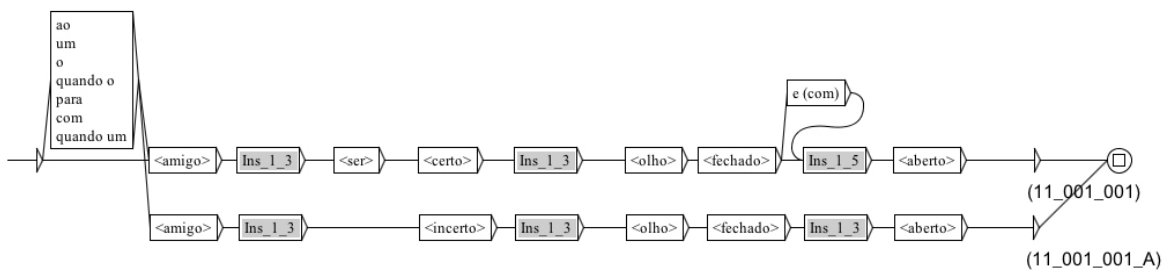 ao
um
o
quando o
para
com
quando um
e (com)
<amigo> Ins_1_3 <ser> <certo> Ins_1_3 <olho> <fechado> Ins_1_5 <aberto>
(11_001_001)
<amigo> Ins_1_3 <incerto> Ins_1_3 <olho> <fechado> Ins_1_3 <aberto>
(11_001_001_A)